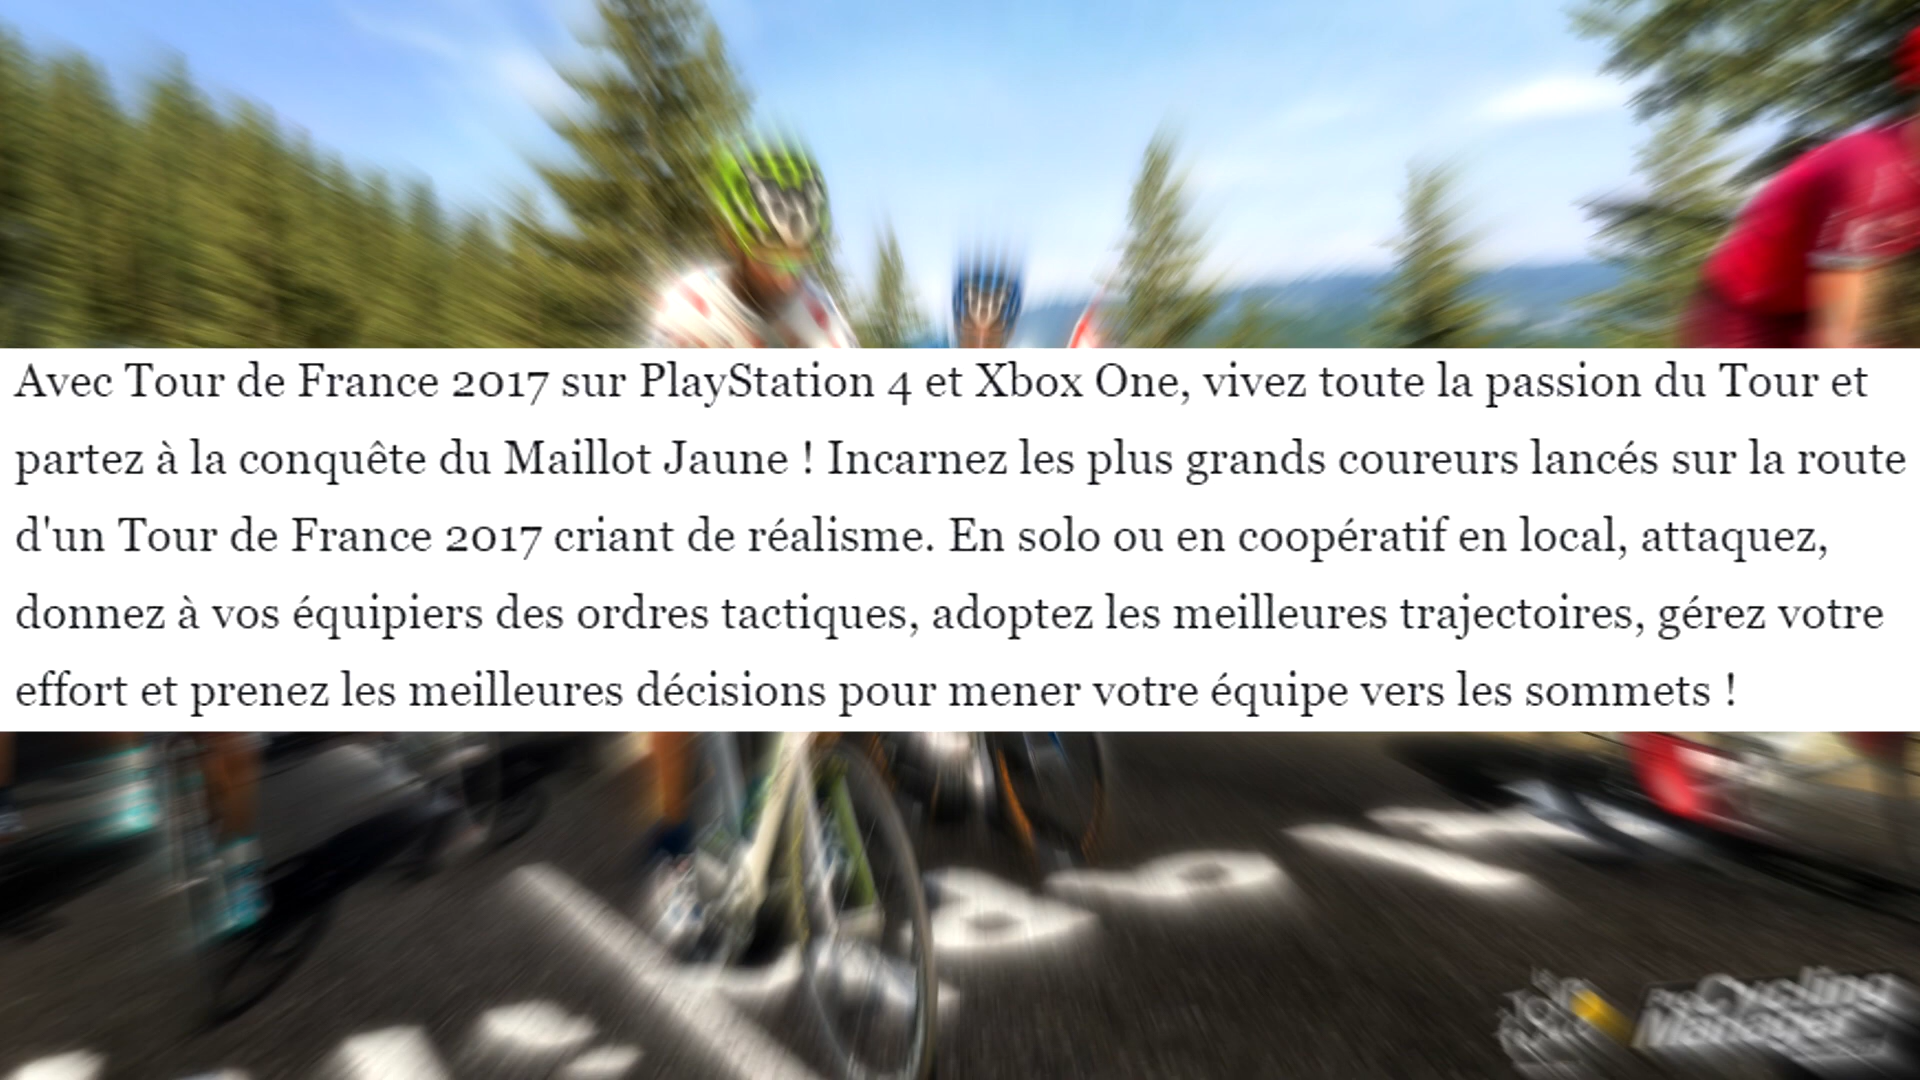 Avec Tour de France 2017 sur PlayStation 4 et Xbox One, vivez toute la passion du Tour et
partez à la conquête du Maillot Jaune ! Incarnez les plus grands coureurs lancés sur la route
d'un Tour de France 2017 criant de réalisme. En solo ou en coopératif en local, attaquez,
donnez à vos équipiers des ordres tactiques, adoptez les meilleures trajectoires, gérez votre
effort et prenez les meilleures décisions pour mener votre équipe vers les sommets !
Pro Cycling
Manager